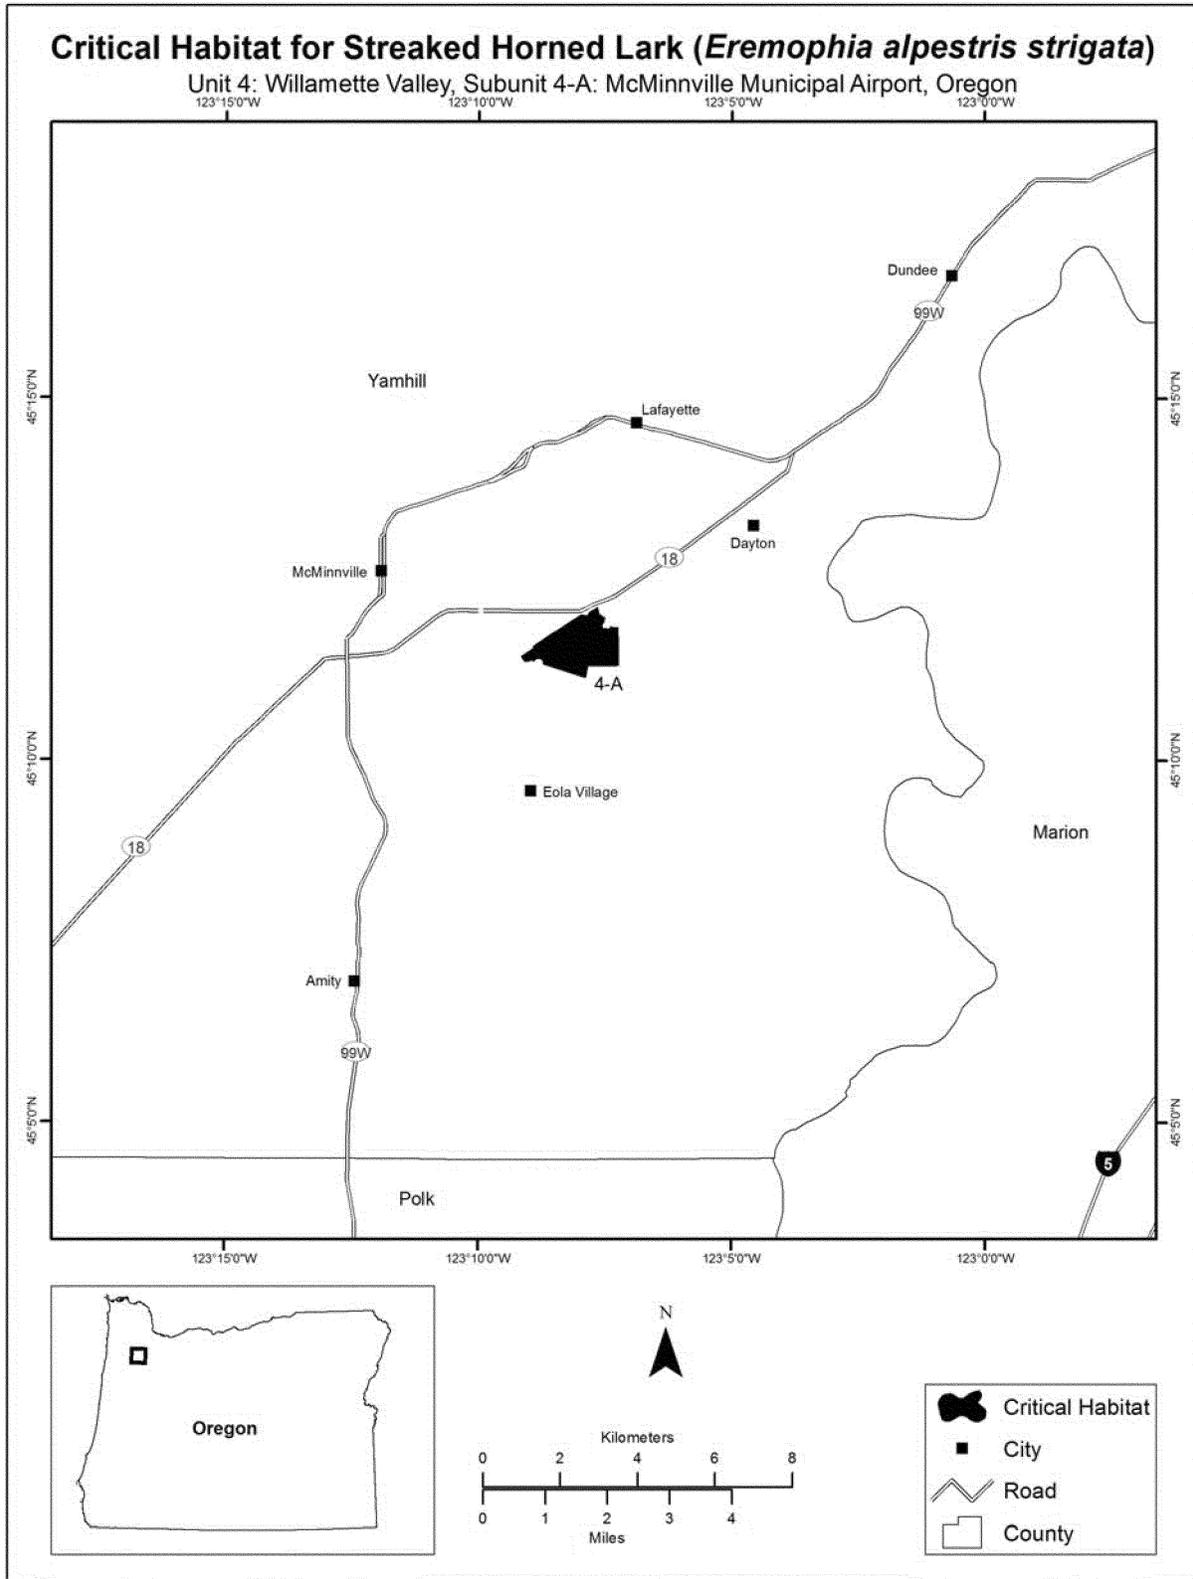 Critical Habitat for Streaked Horned Lark (Eremophia alpestris strigata)
Unit 4: Willamette Valley, Subunit 4-A: McMinnville Municipal Airport, Oregon
123°15'0"W 123°10'0"W 123°5'0"W 123°0'0"W
Dundee
99W
Yamhill
45°15'0"N
45°15'0"N
Lafayette
Dayton
18
McMinnville
4-A
45°10'0"N
45°10'0"N
Eola Village
Marion
18
Amity
99W
45°5'0"N
45°5'0"N
5
Polk
123°15'0"W 123°10'0"W 123°5'0"W 123°0'0"W
Oregon
N
Kilometers
0 2 4 6 8
0 1 2 3 4
Miles
Critical Habitat
City
Road
County